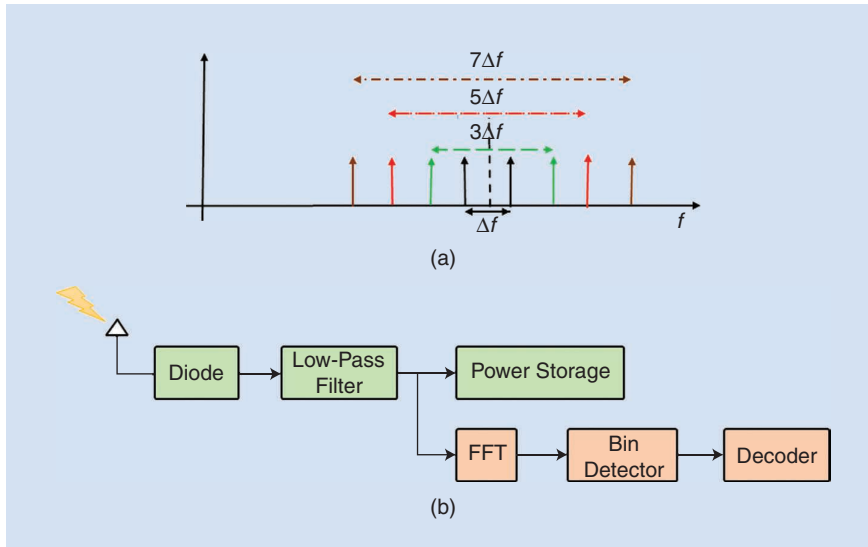 7Δf
5Δf
3Δf
Δf
f
(a)
Diode
Low-Pass
Filter
Power Storage
FFT
Bin
Detector
Decoder
(b)